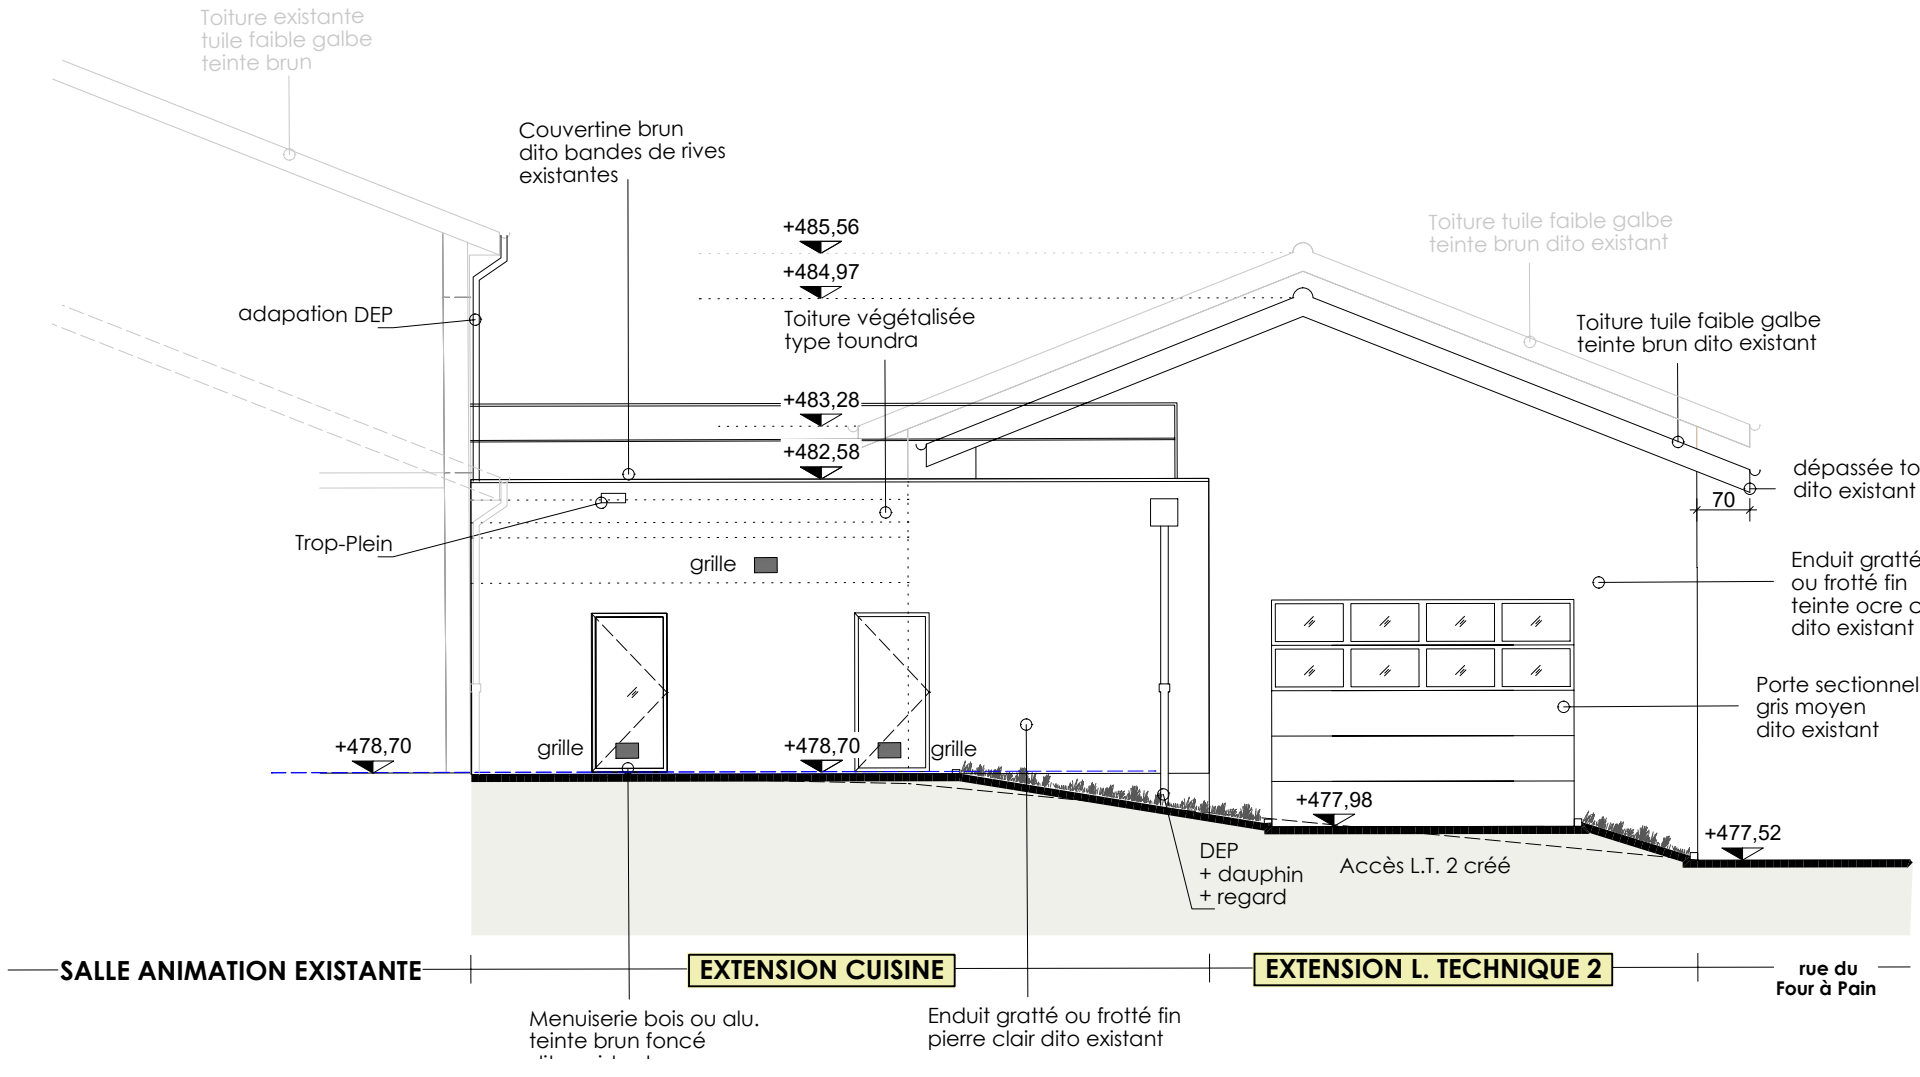 Toiture existante
tuile faible galbe
teinte brun
Couvertine brun
dito bandes de rives
existantes
+485,56
+484,97
Toiture végétalisée
type toundra
Toiture tuile faible galbe
teinte brun dito existant
Toiture tuile faible galbe
teinte brun dito existant
adapation DEP
+483,28
+482,58
dépassée to
dito existant
70
Trop-Plein
grille
Enduit gratté
ou frotté fin
teinte ocre c
dito existant
Porte sectionnel
gris moyen
dito existant
+478,70
grille
+478,70
grille
+477,98
+477,52
DEP
+ dauphin
+ regard
Accès L.T. 2 créé
SALLE ANIMATION EXISTANTE
EXTENSION CUISINE
EXTENSION L. TECHNIQUE 2
rue du
Four à Pain
Menuiserie bois ou alu.
teinte brun foncé
Enduit gratté ou frotté fin
pierre clair dito existant